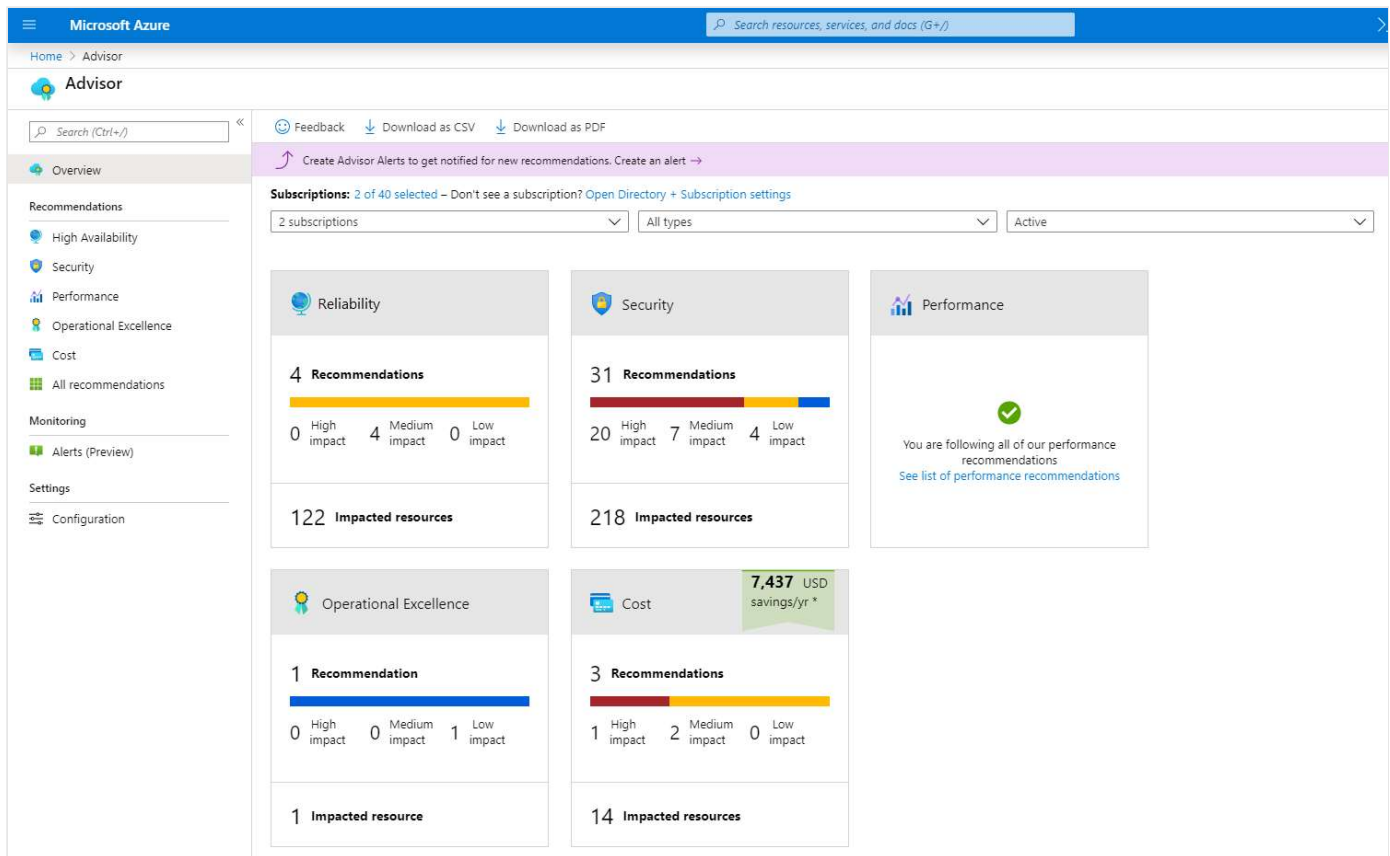 Microsoft Azure
Search resources, services, and docs (G+/)
Home > Advisor
Advisor
Search (Ctrl+/)
«
Overview
Recommendations
High Availability
Security
Performance
Operational Excellence
Cost
All recommendations
Monitoring
Alerts (Preview)
Settings
Configuration
Feedback Download as CSV Download as PDF
Create Advisor Alerts to get notified for new recommendations. Create an alert →
Subscriptions: 2 of 40 selected – Don't see a subscription? Open Directory + Subscription settings
2 subscriptions All types Active
Reliability
4 Recommendations
0 High impact 4 Medium impact 0 Low impact
122 Impacted resources
Security
31 Recommendations
20 High impact 7 Medium impact 4 Low impact
218 Impacted resources
Performance
You are following all of our performance
recommendations
See list of performance recommendations
Operational Excellence
1 Recommendation
0 High impact 0 Medium impact 1 Low impact
1 Impacted resource
Cost
7,437 USD
savings/yr *
3 Recommendations
1 High impact 2 Medium impact 0 Low impact
14 Impacted resources